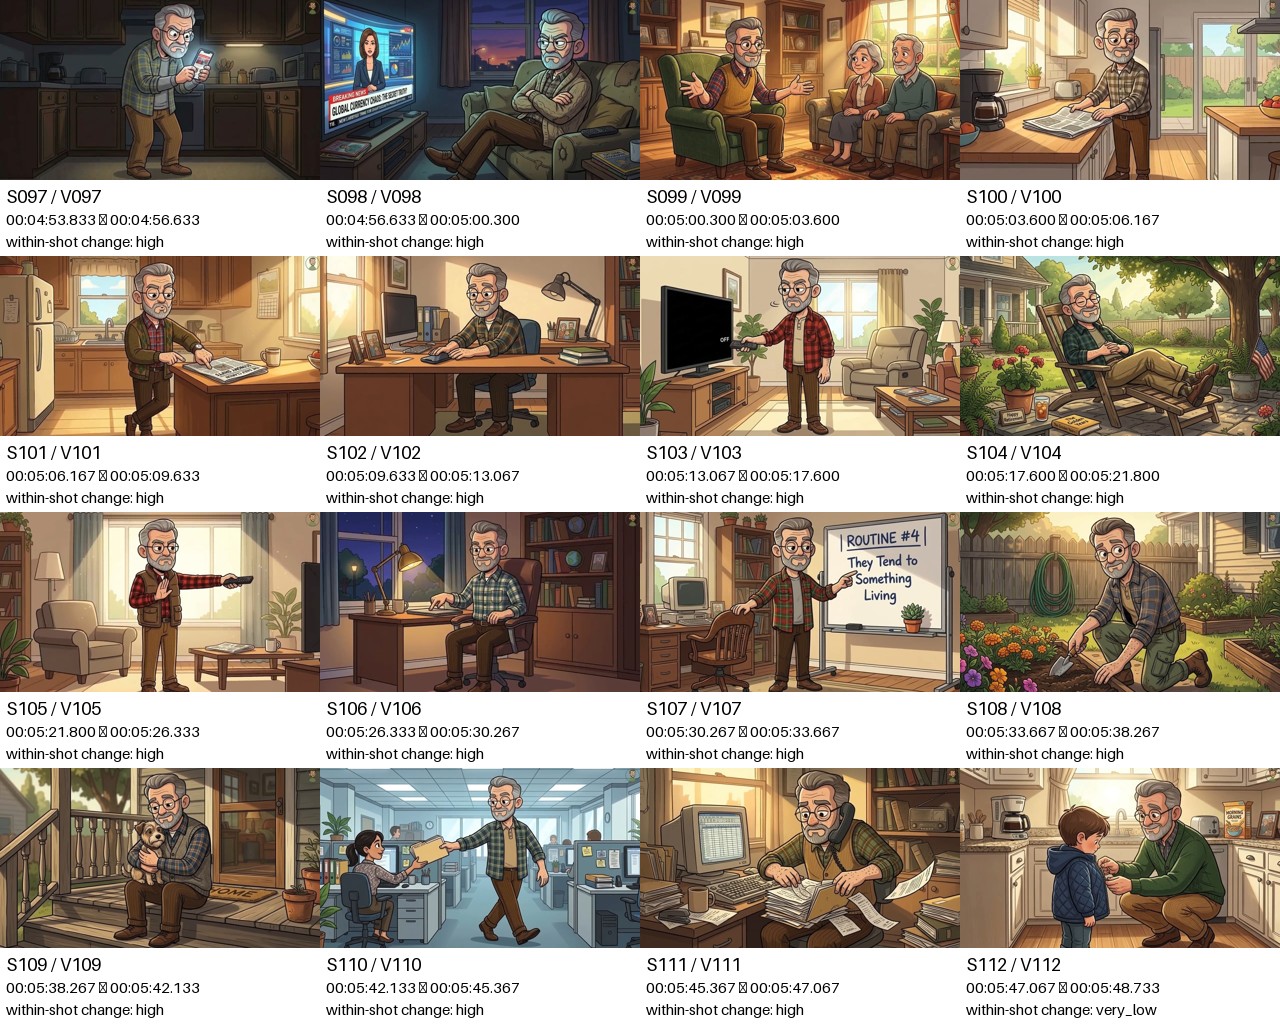 BREAKING NEWS
GLOBAL CURRENCY CHAOS: THE SECRET TRUTH
S097 / V097
00:04:53.833 00:04:56.633
within-shot change: high
S098 / V098
00:04:56.633 00:05:00.300
within-shot change: high
S099 / V099
00:05:00.300 00:05:03.600
within-shot change: high
S100 / V100
00:05:03.600 00:05:06.167
within-shot change: high
OFF
S101 / V101
00:05:06.167 00:05:09.633
within-shot change: high
S102 / V102
00:05:09.633 00:05:13.067
within-shot change: high
S103 / V103
00:05:13.067 00:05:17.600
within-shot change: high
S104 / V104
00:05:17.600 00:05:21.800
within-shot change: high
ROUTINE #4
They Tend to
Something
Living
S105 / V105
00:05:21.800 00:05:26.333
within-shot change: high
S106 / V106
00:05:26.333 00:05:30.267
within-shot change: high
S107 / V107
00:05:30.267 00:05:33.667
within-shot change: high
S108 / V108
00:05:33.667 00:05:38.267
within-shot change: high
S109 / V109
00:05:38.267 00:05:42.133
within-shot change: high
S110 / V110
00:05:42.133 00:05:45.367
within-shot change: high
S111 / V111
00:05:45.367 00:05:47.067
within-shot change: high
S112 / V112
00:05:47.067 00:05:48.733
within-shot change: very_low